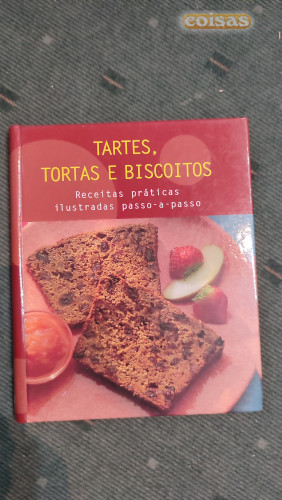 coisas
TARTES,
TORTAS E BISCOITOS
Receitas práticas
ilustradas passo-a-passo